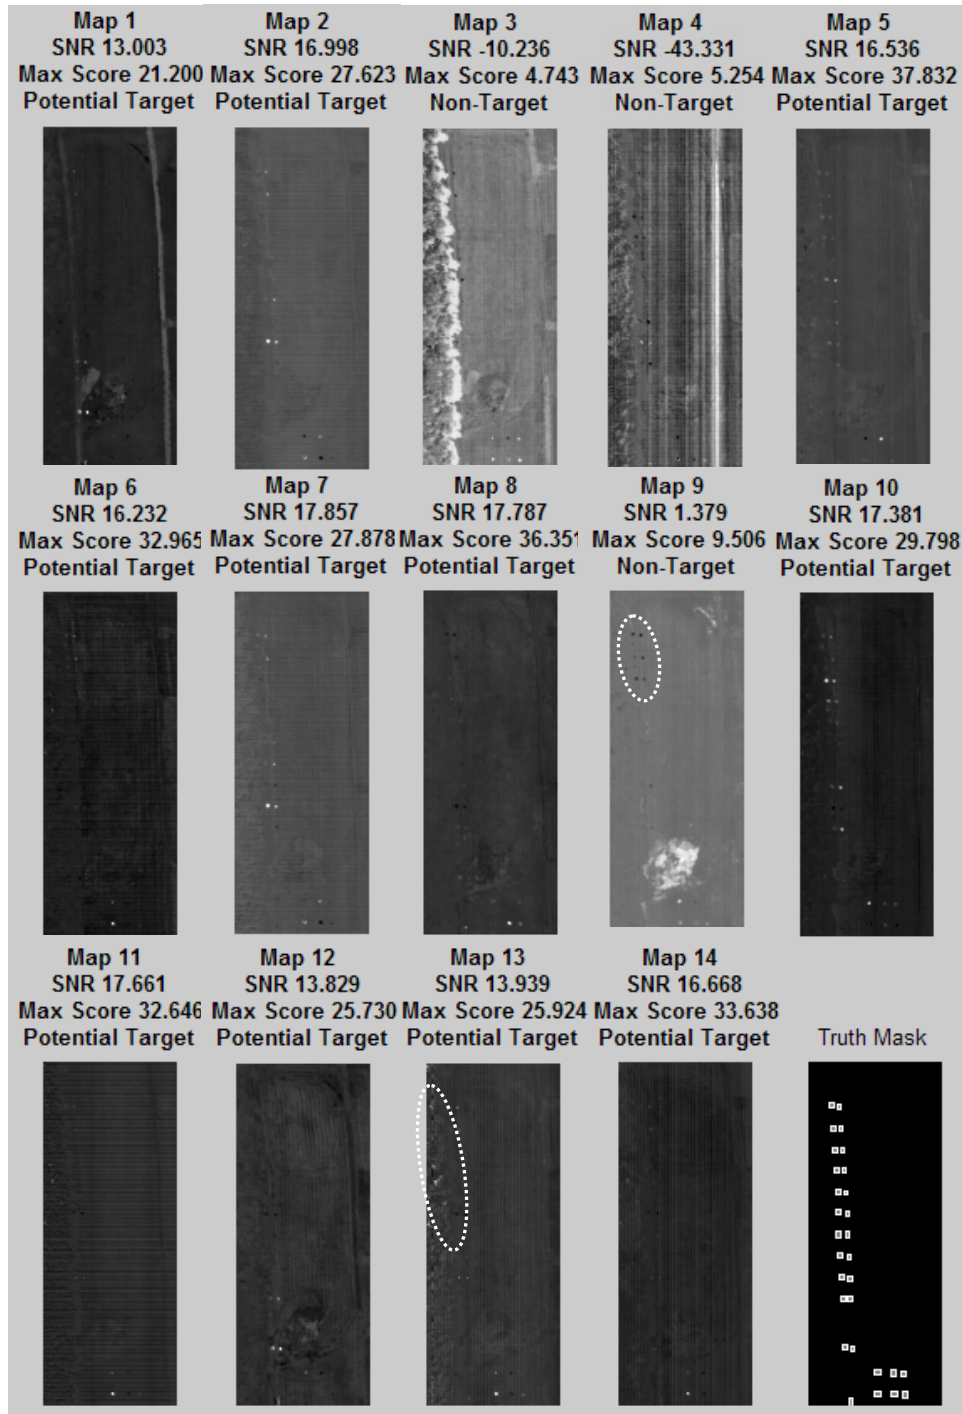 Map 1
SNR 13.003
Max Score 21.200
Potential Target
Map 2
SNR 16.998
Max Score 27.623
Potential Target
Map 3
SNR -10.236
Max Score 4.743
Non-Target
Map 4
SNR -43.331
Max Score 5.254
Non-Target
Map 5
SNR 16.536
Max Score 37.832
Potential Target
Map 6
SNR 16.232
Max Score 32.965
Potential Target
Map 7
SNR 17.857
Max Score 27.878
Potential Target
Map 8
SNR 17.787
Max Score 36.351
Potential Target
Map 9
SNR 1.379
Max Score 9.506
Non-Target
Map 10
SNR 17.381
Max Score 29.798
Potential Target
Map 11
SNR 17.661
Max Score 32.646
Potential Target
Map 12
SNR 13.829
Max Score 25.730
Potential Target
Map 13
SNR 13.939
Max Score 25.924
Potential Target
Map 14
SNR 16.668
Max Score 33.638
Potential Target
Truth Mask